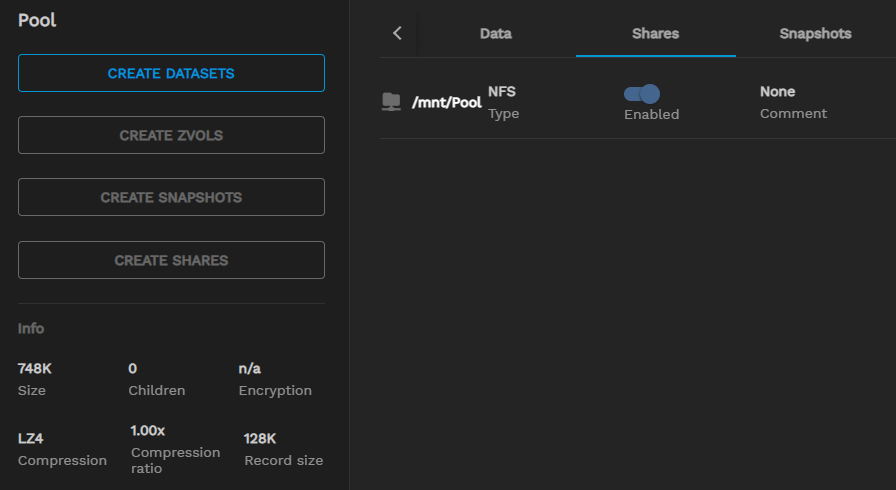 Pool
CREATE DATASETS
CREATE ZVOLS
CREATE SNAPSHOTS
CREATE SHARES
Info
748K
0
n/a
Size
Children
Encryption
LZ4
1.00x
128K
Compression
Compression
ratio
Record size
Data
Shares
Snapshots
/mnt/Pool
NFS
Type
Enabled
None
Comment